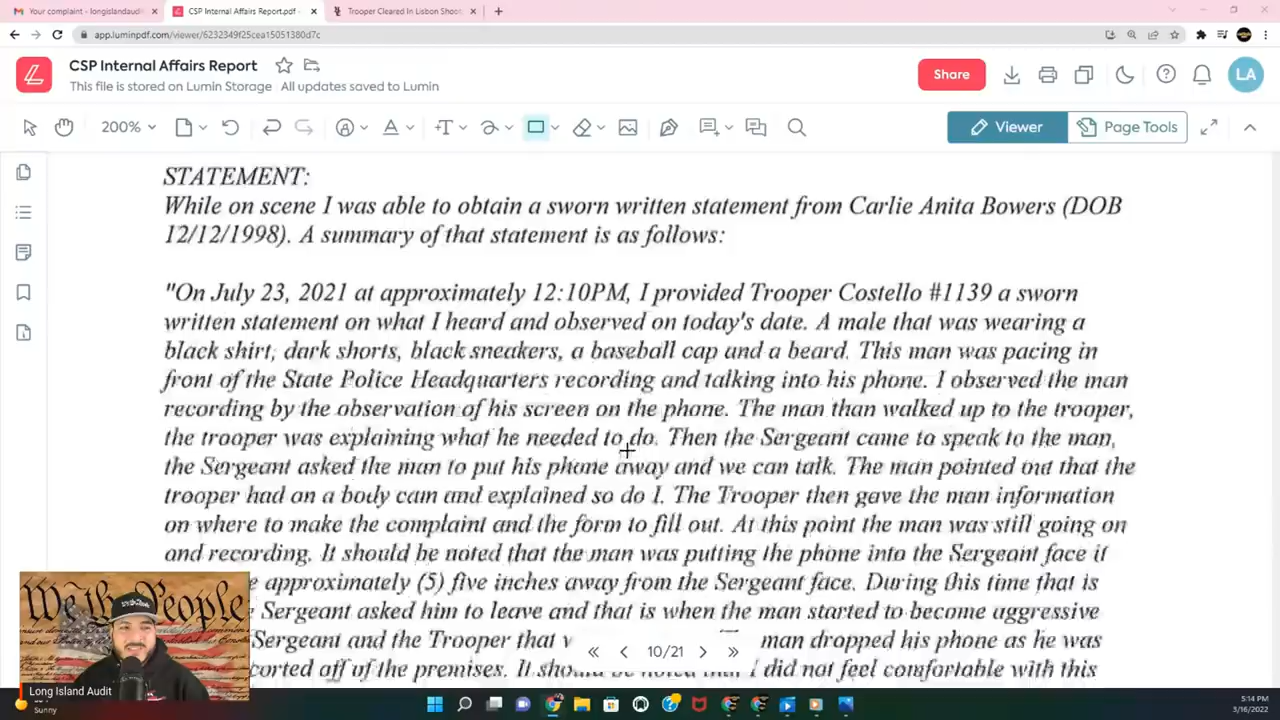 Your complaint - longislandaudi
CSP Internal Affairs Report.pdf -
Trooper Cleared In Lisbon Shoot
app.luminpdf.com/viewer/6232349f25cea15051380d7c
CSP Internal Affairs Report
This file is stored on Lumin Storage All updates saved to Lumin
Share
LA
200%
Viewer
Page Tools
STATEMENT:
While on scene I was able to obtain a sworn written statement from Carlie Anita Bowers (DOB
12/12/1998). A summary of that statement is as follows:
"On July 23, 2021 at approximately 12:10PM, I provided Trooper Costello #1139 a sworn
written statement on what I heard and observed on today's date. A male that was wearing a
black shirt, dark shorts, black sneakers, a baseball cap and a beard. This man was pacing in
front of the State Police Headquarters recording and talking into his phone. I observed the man
recording by the observation of his screen on the phone. The man than walked up to the trooper,
the trooper was explaining what he needed to do. Then the Sergeant came to speak to the man,
the Sergeant asked the man to put his phone away and we can talk. The man pointed out that the
trooper had on a body cam and explained so do I. The Trooper then gave the man information
on where to make the complaint and the form to fill out. At this point the man was still going on
and recording. It should be noted that the man was putting the phone into the Sergeant face it
approximately (5) five inches away from the Sergeant face. During this time that is
Sergeant asked him to leave and that is when the man started to become aggressive
Sergeant and the Trooper that man dropped his phone as he was
corted off of the premises. It shou I did not feel comfortable with this
10/21
We the People
Long Island Audit
Sunny
5:14 PM
3/16/2022